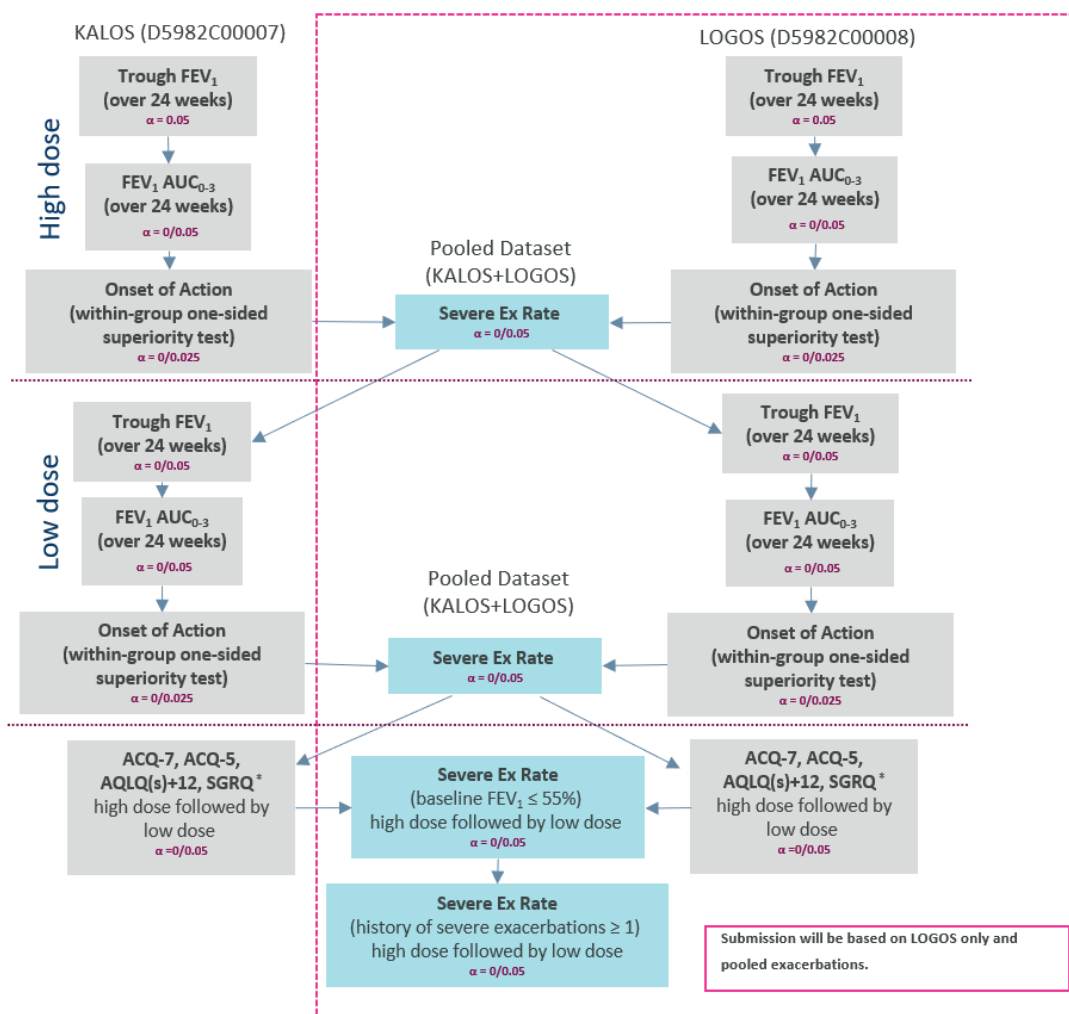 KALOS (D5982C00007)
LOGOS (D5982C00008)
High dose
Trough FEV₁
(over 24 weeks)
α = 0.05
Trough FEV₁
(over 24 weeks)
α = 0.05
FEV₁ AUC₀₋₃
(over 24 weeks)
α = 0/0.05
FEV₁ AUC₀₋₃
(over 24 weeks)
α = 0/0.05
Pooled Dataset
(KALOS+LOGOS)
Onset of Action
(within-group one-sided
superiority test)
α = 0/0.025
Severe Ex Rate
α = 0/0.05
Onset of Action
(within-group one-sided
superiority test)
α = 0/0.025
Low dose
Trough FEV₁
(over 24 weeks)
α = 0/0.05
Trough FEV₁
(over 24 weeks)
α = 0/0.05
FEV₁ AUC₀₋₃
(over 24 weeks)
α = 0/0.05
FEV₁ AUC₀₋₃
(over 24 weeks)
α = 0/0.05
Pooled Dataset
(KALOS+LOGOS)
Onset of Action
(within-group one-sided
superiority test)
α = 0/0.025
Severe Ex Rate
α = 0/0.05
Onset of Action
(within-group one-sided
superiority test)
α = 0/0.025
ACQ-7, ACQ-5,
AQLQ(s)+12, SGRQ *
high dose followed by
low dose
α =0/0.05
Severe Ex Rate
(baseline FEV₁ ≤ 55%)
high dose followed by low dose
α = 0/0.05
ACQ-7, ACQ-5,
AQLQ(s)+12, SGRQ *
high dose followed by
low dose
α =0/0.05
Severe Ex Rate
(history of severe exacerbations ≥ 1)
high dose followed by low dose
α = 0/0.05
Submission will be based on LOGOS only and
pooled exacerbations.